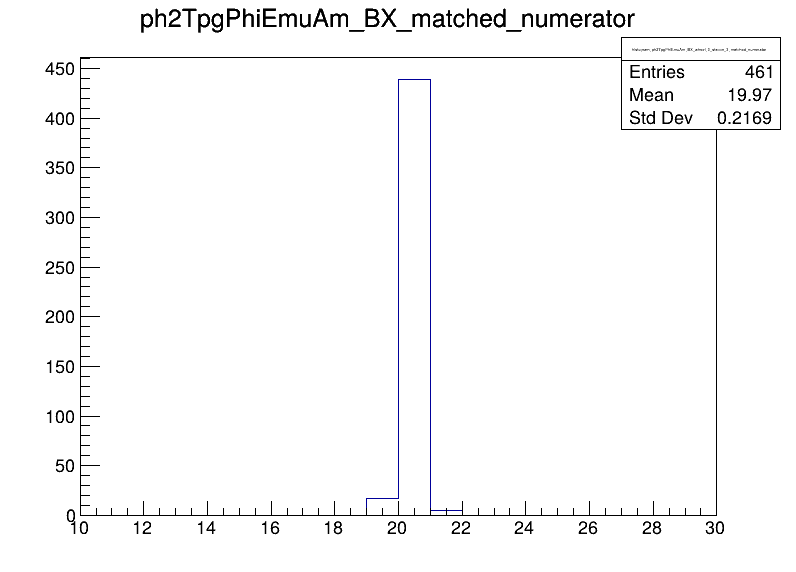 ph2TpgPhiEmuAm_BX_matched_numerator
Entries 461
Mean 19.97
Std Dev 0.2169
450
400
350
300
250
200
150
100
50
0
10 12 14 16 18 20 22 24 26 28 30